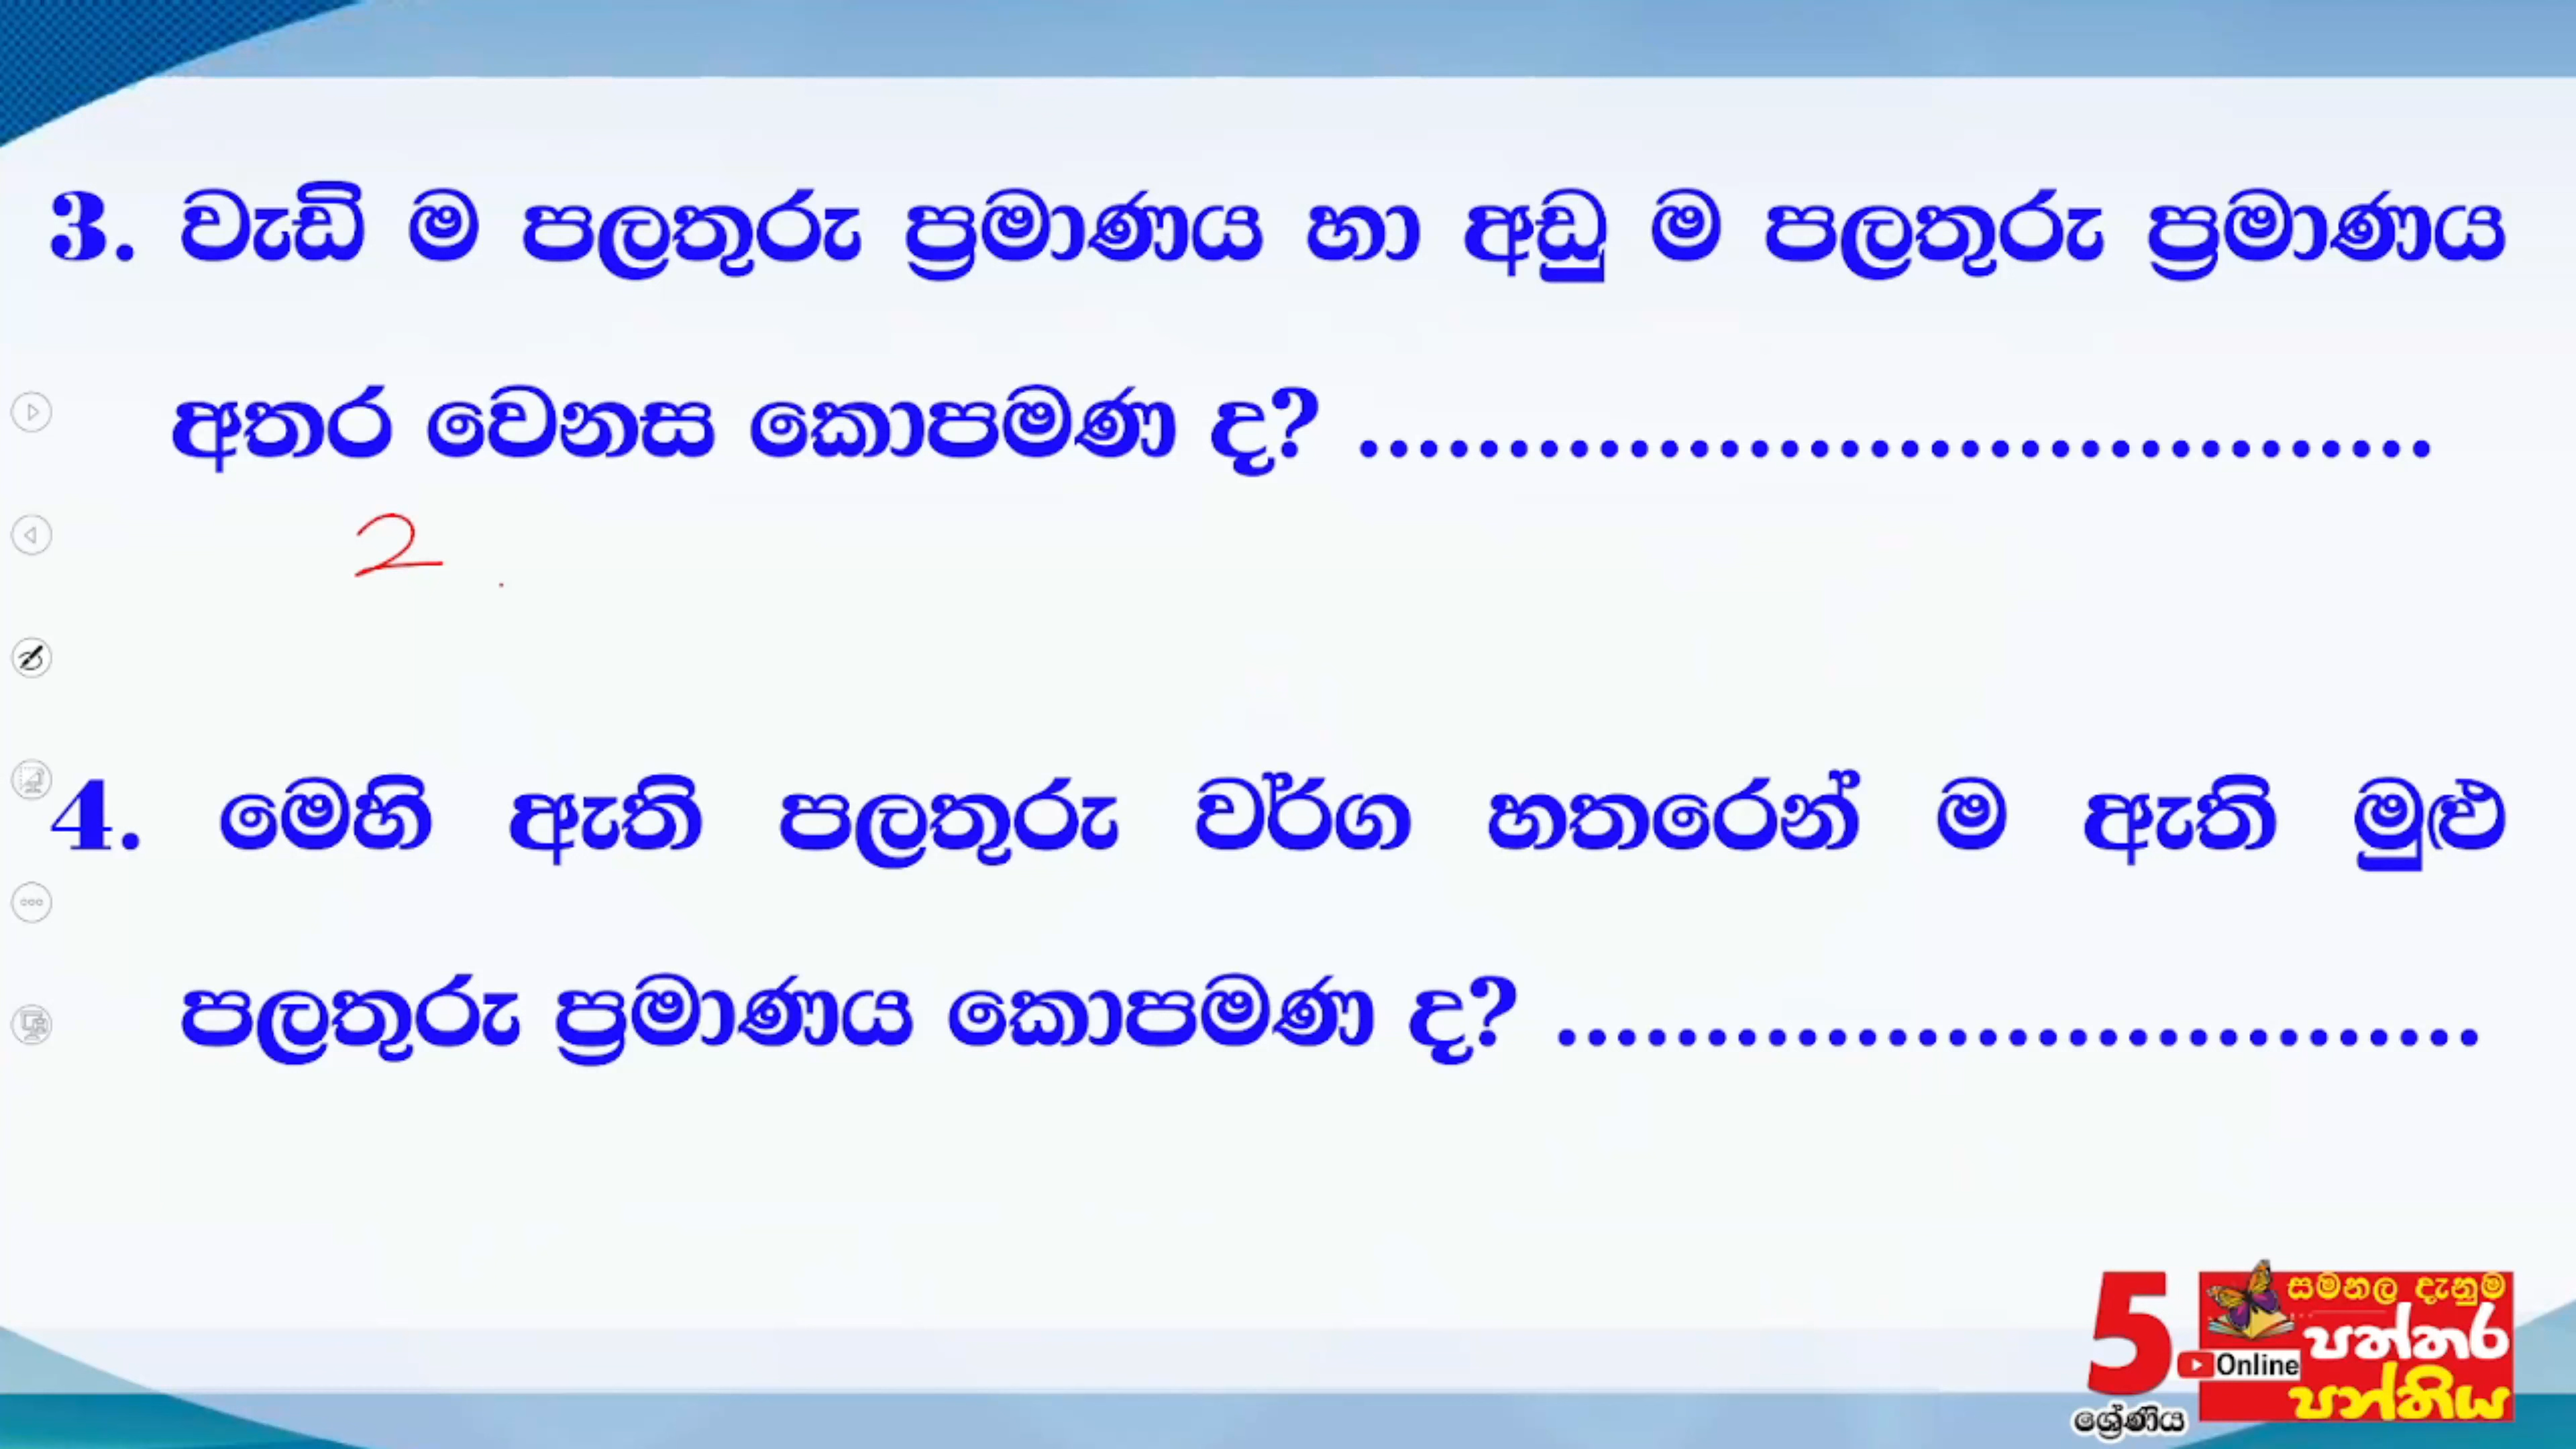 3. වැඩි ම පලතුරු ප්‍රමාණය හා අඩු ම පලතුරු ප්‍රමාණය
අතර වෙනස කොපමණ ද? ....................................
2
4. මෙහි ඇති පලතුරු වර්ග හතරෙන් ම ඇති මුළු
පලතුරු ප්‍රමාණය කොපමණ ද? ...............................
5 ශ්‍රේණිය
සමනල දැනුම
පත්තර
Online
පන්තිය